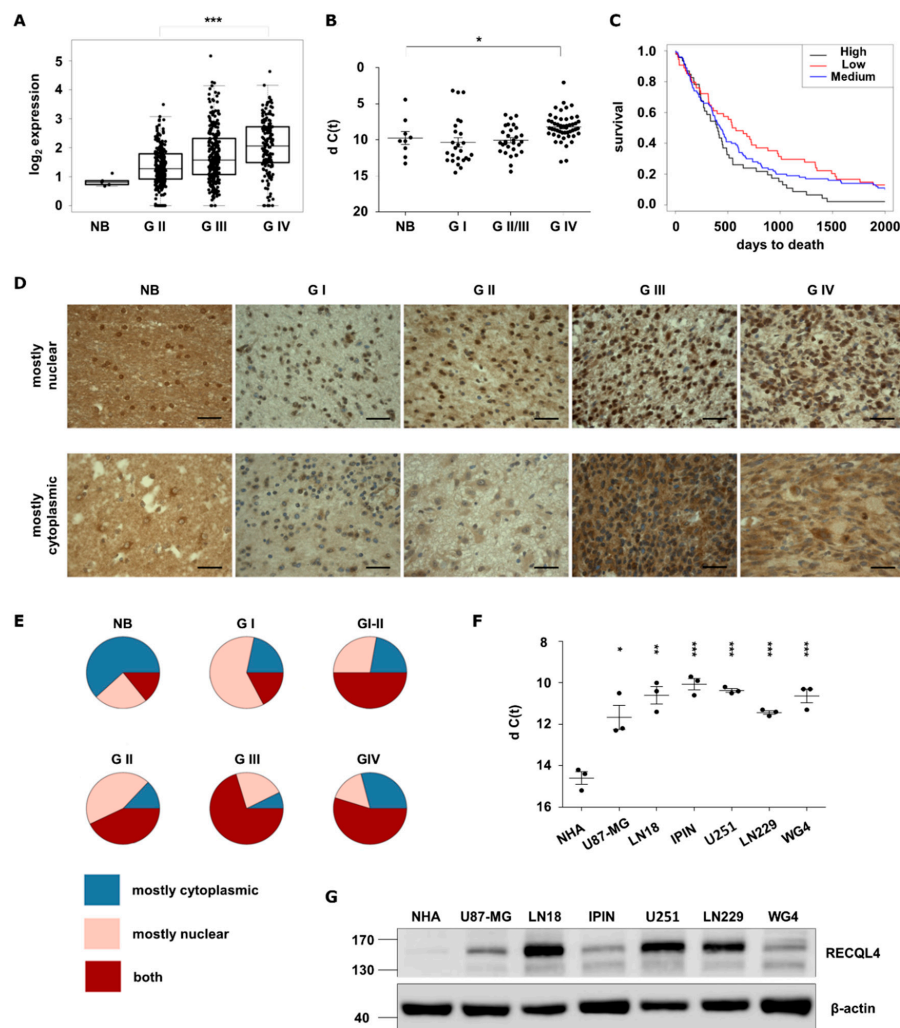 A
***
log2 expression
5
4
3
2
1
0
NB G II G III G IV
B
*
d C(t)
0
5
10
15
20
NB G I G II/III G IV
C
High
Low
Medium
survival
1.0
0.8
0.6
0.4
0.2
0.0
0 500 1000 1500 2000
days to death
D
NB G I G II G III G IV
mostly nuclear
mostly cytoplasmic
E
NB G I GI-II
G II G III GIV
mostly cytoplasmic
mostly nuclear
both
F
d C(t)
8
10
12
14
16
* ** *** *** *** ***
NHA U87-MG LN18 IPIN U251 LN229 WG4
G
NHA U87-MG LN18 IPIN U251 LN229 WG4
170
130
RECQL4
40
β-actin